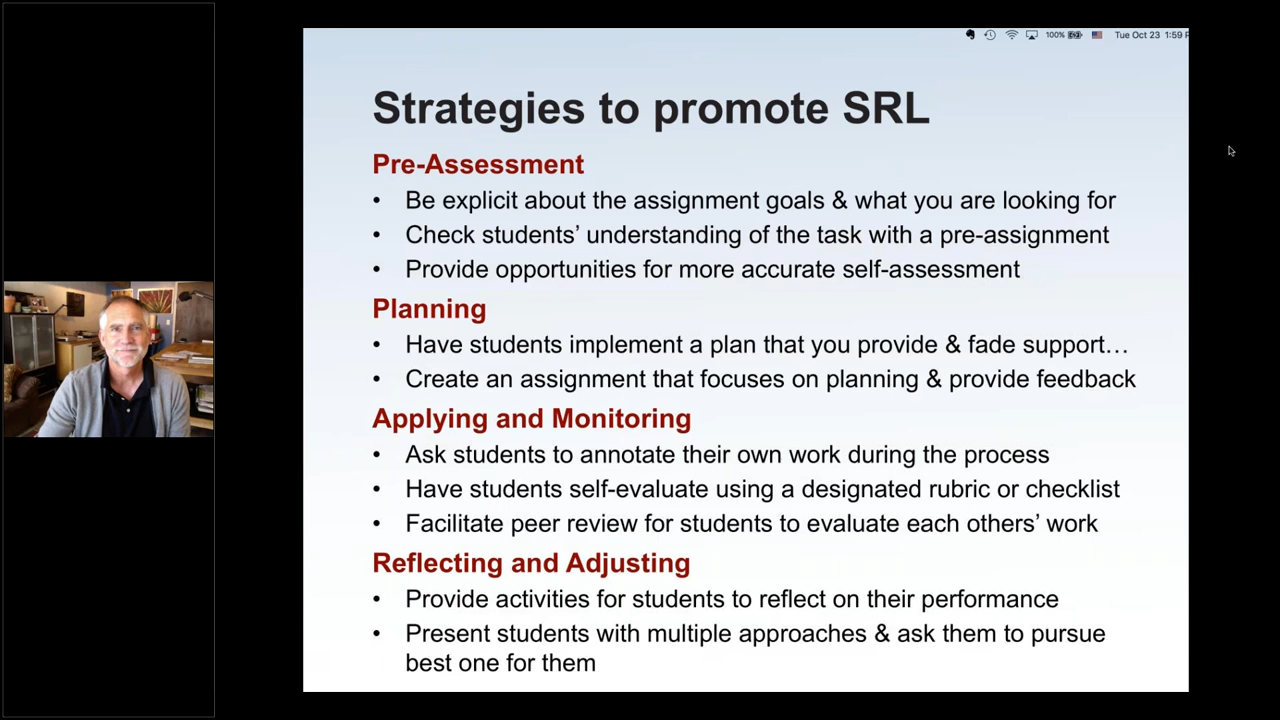 100%
Tue Oct 23 1:59 P
Strategies to promote SRL
Pre-Assessment
• Be explicit about the assignment goals & what you are looking for
• Check students’ understanding of the task with a pre-assignment
• Provide opportunities for more accurate self-assessment
Planning
• Have students implement a plan that you provide & fade support…
• Create an assignment that focuses on planning & provide feedback
Applying and Monitoring
• Ask students to annotate their own work during the process
• Have students self-evaluate using a designated rubric or checklist
• Facilitate peer review for students to evaluate each others’ work
Reflecting and Adjusting
• Provide activities for students to reflect on their performance
• Present students with multiple approaches & ask them to pursue
best one for them